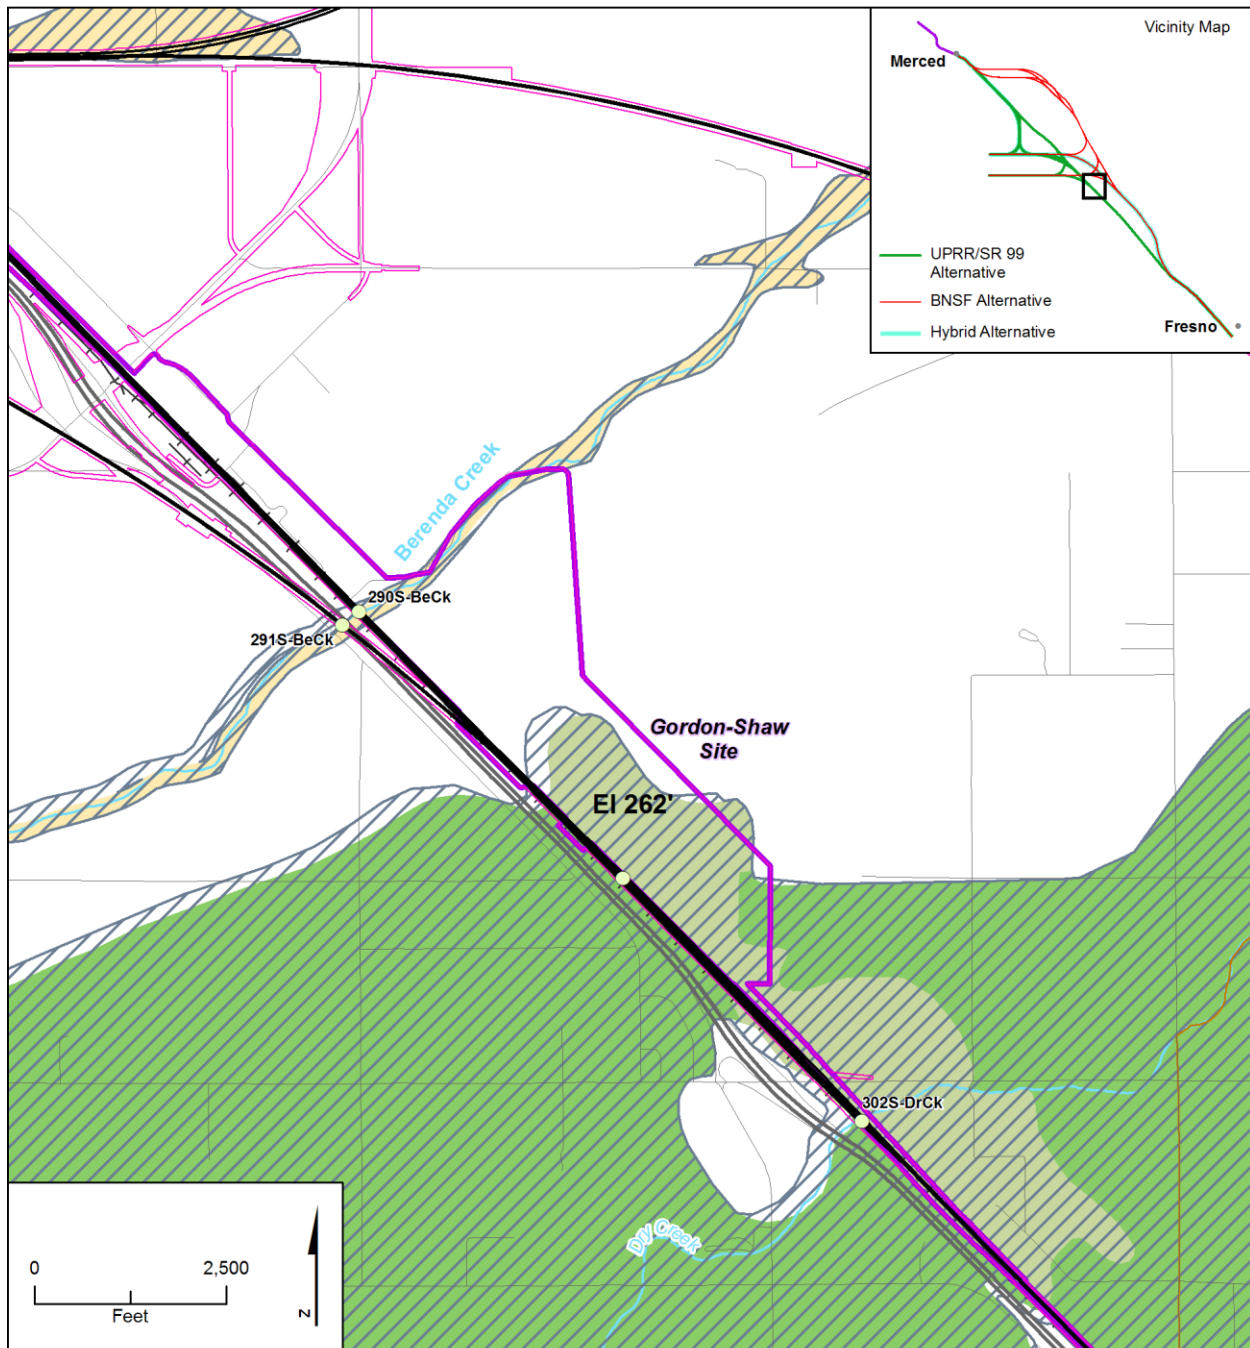 Vicinity Map
Merced
UPRR/SR 99
Alternative
BNSF Alternative
Hybrid Alternative
Fresno
Berenda Creek
290S-BeCk
291S-BeCk
Gordon-Shaw
Site
El 262'
302S-DrCk
Dry Creek
0 2,500
Feet
N